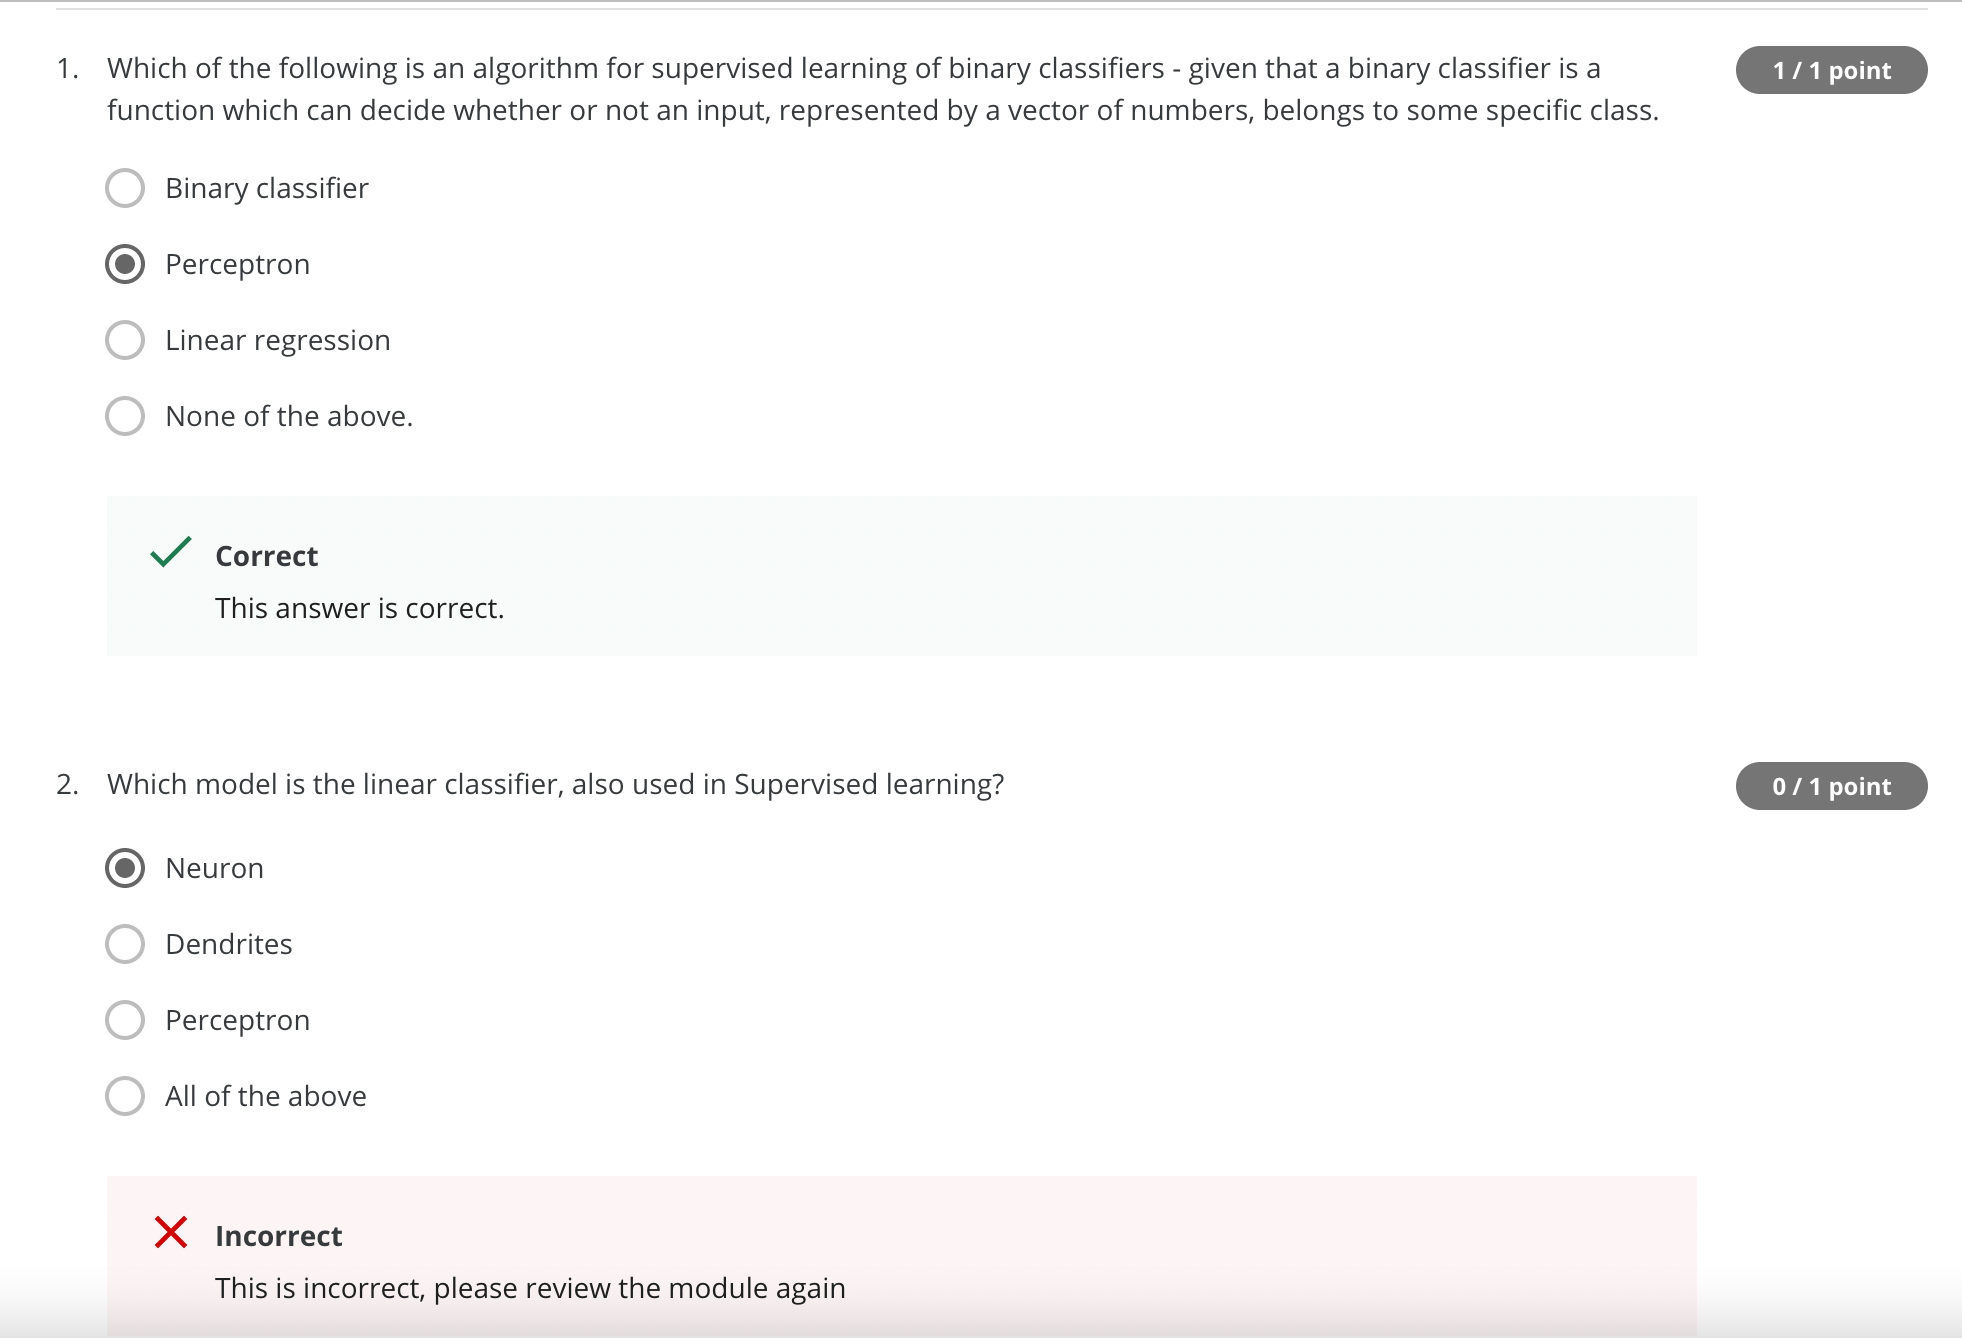 1. Which of the following is an algorithm for supervised learning of binary classifiers - given that a binary classifier is a
1 / 1 point
function which can decide whether or not an input, represented by a vector of numbers, belongs to some specific class.
Binary classifier
Perceptron
Linear regression
None of the above.
Correct
This answer is correct.
2. Which model is the linear classifier, also used in Supervised learning?
0 / 1 point
Neuron
Dendrites
Perceptron
All of the above
Incorrect
This is incorrect, please review the module again